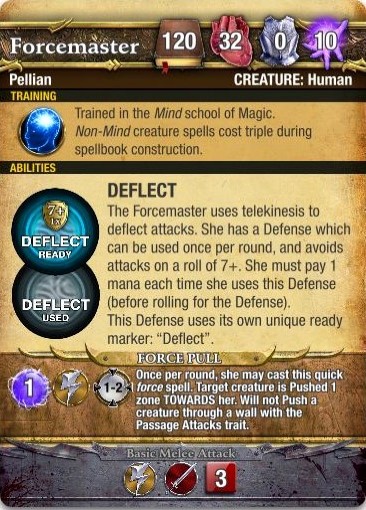 Forcemaster 120 32 0 10
Pellian CREATURE: Human
TRAINING
Trained in the Mind school of Magic.
Non-Mind creature spells cost triple during
spellbook construction.
ABILITIES
7+
1x
DEFLECT
READY
DEFLECT
USED
DEFLECT
The Forcemaster uses telekinesis to
deflect attacks. She has a Defense which
can be used once per round, and avoids
attacks on a roll of 7+. She must pay 1
mana each time she uses this Defense
(before rolling for the Defense).
This Defense uses its own unique ready
marker: “Deflect”.
FORCE PULL
1 1-2
Once per round, she may cast this quick
force spell. Target creature is Pushed 1
zone TOWARDS her. Will not Push a
creature through a wall with the
Passage Attacks trait.
Basic Melee Attack
3